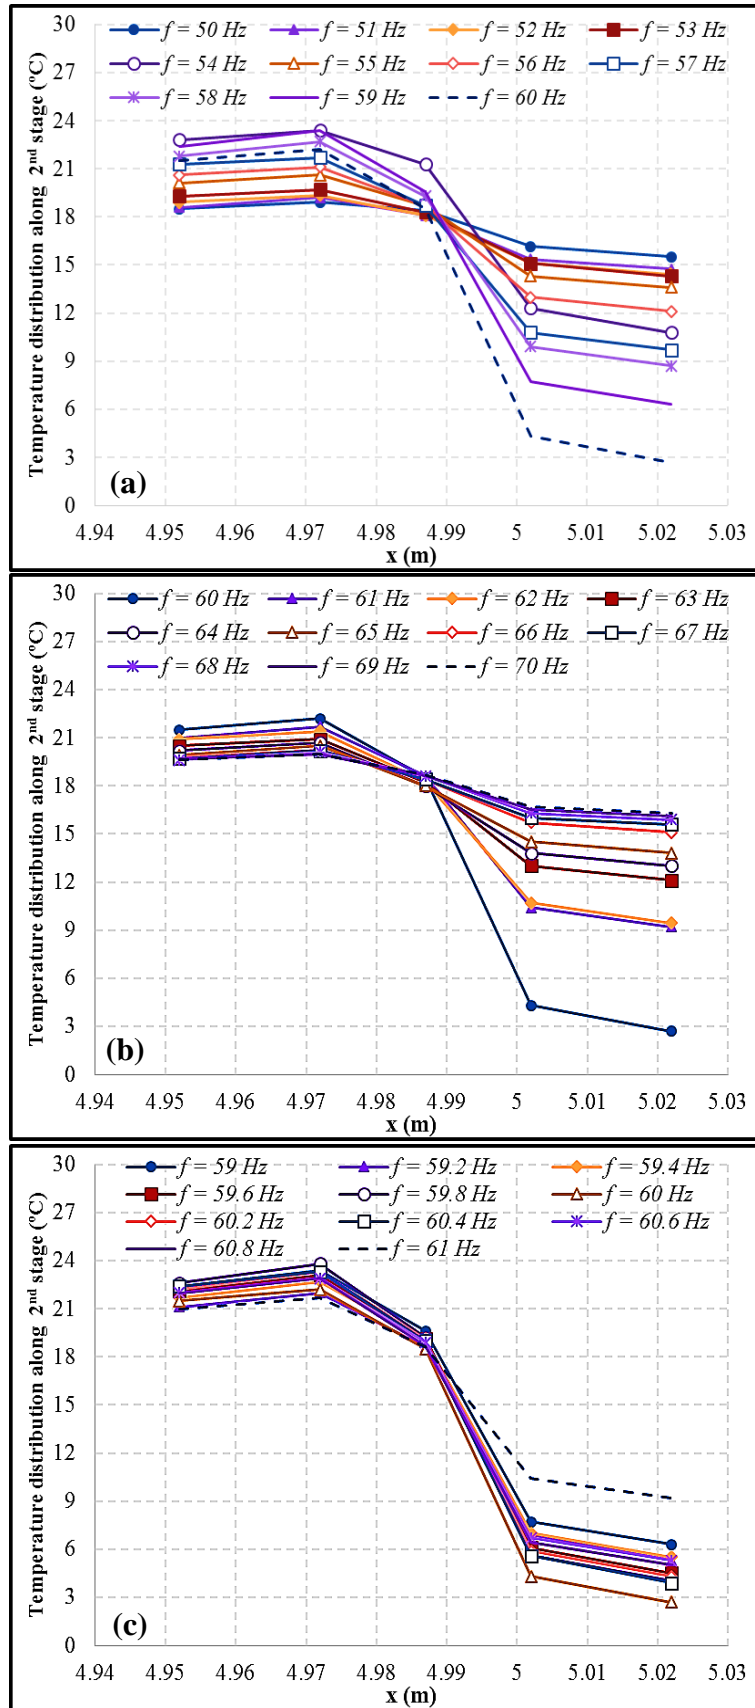 Temperature distribution along 2nd stage (ºC)
30
27
24
21
18
15
12
9
6
3
0
f = 50 Hz f = 51 Hz f = 52 Hz f = 53 Hz
f = 54 Hz f = 55 Hz f = 56 Hz f = 57 Hz
f = 58 Hz f = 59 Hz f = 60 Hz
(a)
4.94 4.95 4.96 4.97 4.98 4.99 5 5.01 5.02 5.03
x (m)
Temperature distribution along 2nd stage (ºC)
30
27
24
21
18
15
12
9
6
3
0
f = 60 Hz f = 61 Hz f = 62 Hz f = 63 Hz
f = 64 Hz f = 65 Hz f = 66 Hz f = 67 Hz
f = 68 Hz f = 69 Hz f = 70 Hz
(b)
4.94 4.95 4.96 4.97 4.98 4.99 5 5.01 5.02 5.03
x (m)
Temperature distribution along 2nd stage (ºC)
30
27
24
21
18
15
12
9
6
3
0
f = 59 Hz f = 59.2 Hz f = 59.4 Hz
f = 59.6 Hz f = 59.8 Hz f = 60 Hz
f = 60.2 Hz f = 60.4 Hz f = 60.6 Hz
f = 60.8 Hz f = 61 Hz
(c)
4.94 4.95 4.96 4.97 4.98 4.99 5 5.01 5.02 5.03
x (m)